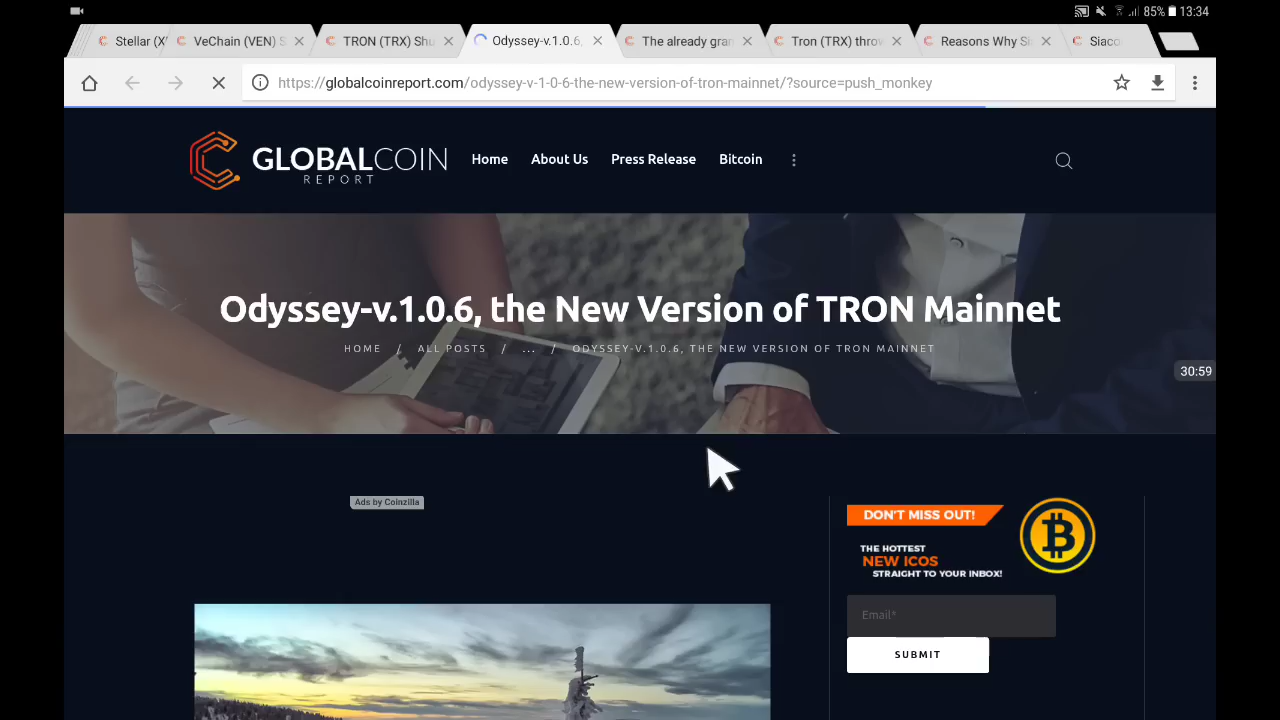 85% 13:34
Stellar (X
VeChain (VEN) S
TRON (TRX) Shu
Odyssey-v.1.0.6,
The already gran
Tron (TRX) throv
Reasons Why Si
Siaco
https://globalcoinreport.com/odyssey-v-1-0-6-the-new-version-of-tron-mainnet/?source=push_monkey
GLOBALCOIN
REPORT
Home About Us Press Release Bitcoin
Odyssey-v.1.0.6, the New Version of TRON Mainnet
HOME / ALL POSTS / ... / ODYSSEY-V.1.0.6, THE NEW VERSION OF TRON MAINNET
30:59
Ads by Coinzilla
DON'T MISS OUT!
THE HOTTEST
NEW ICOS
STRAIGHT TO YOUR INBOX!
Email*
SUBMIT